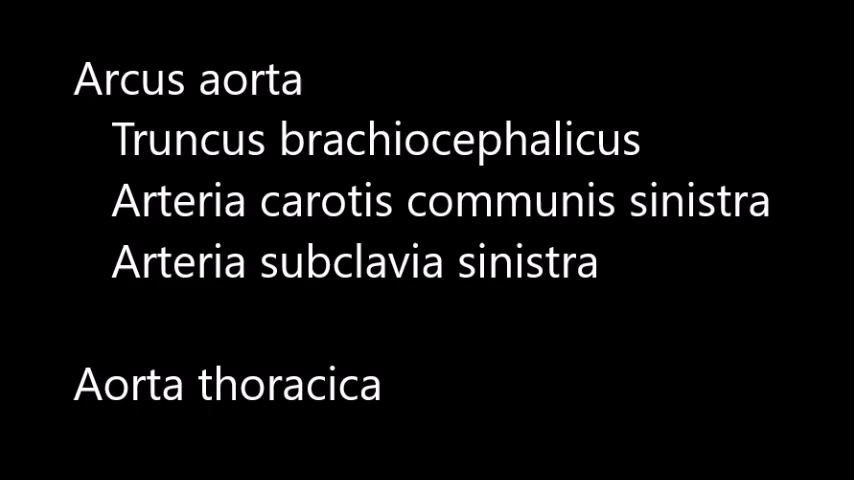 Arcus aorta
Truncus brachiocephalicus
Arteria carotis communis sinistra
Arteria subclavia sinistra
Aorta thoracica